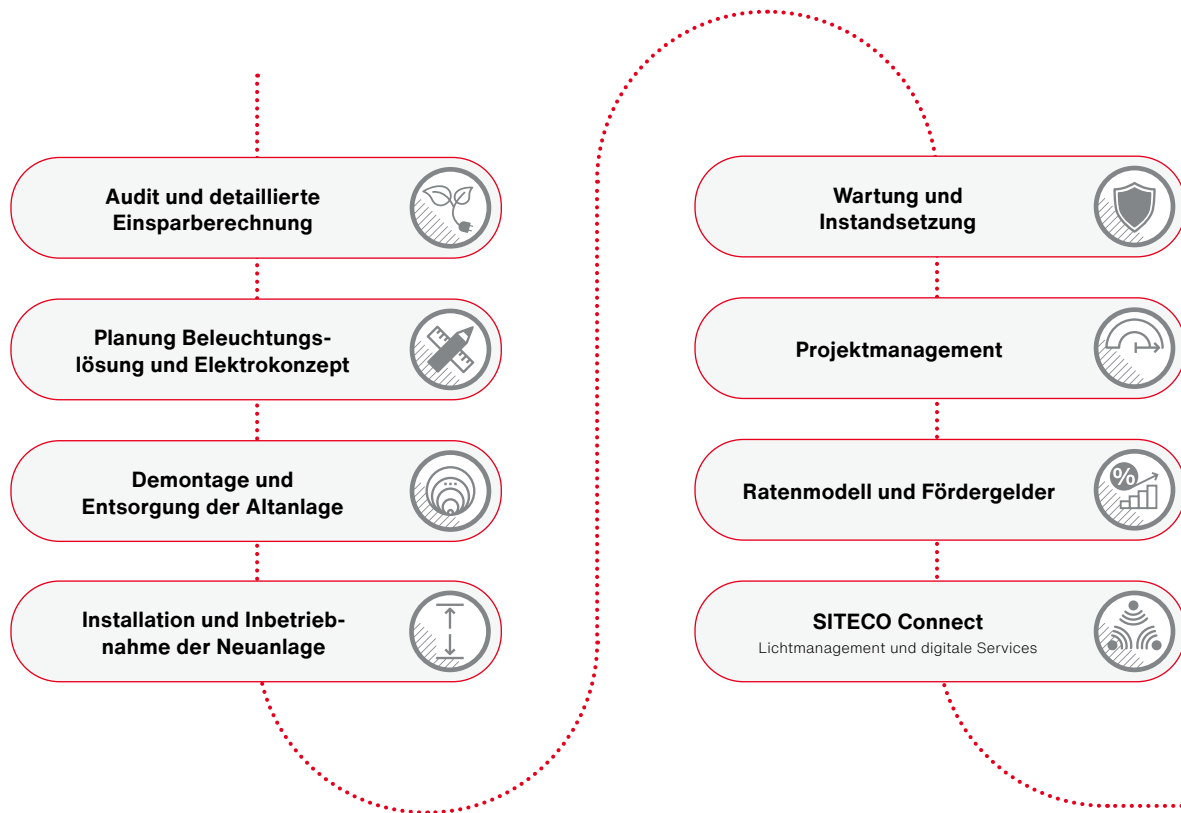 Audit und detaillierte
Einsparberechnung
Planung Beleuchtungs-
lösung und Elektrokonzept
Demontage und
Entsorgung der Altanlage
Installation und Inbetrieb-
nahme der Neuanlage
Wartung und
Instandsetzung
Projektmanagement
Ratenmodell und Fördergelder
%
SITECO Connect
Lichtmanagement und digitale Services